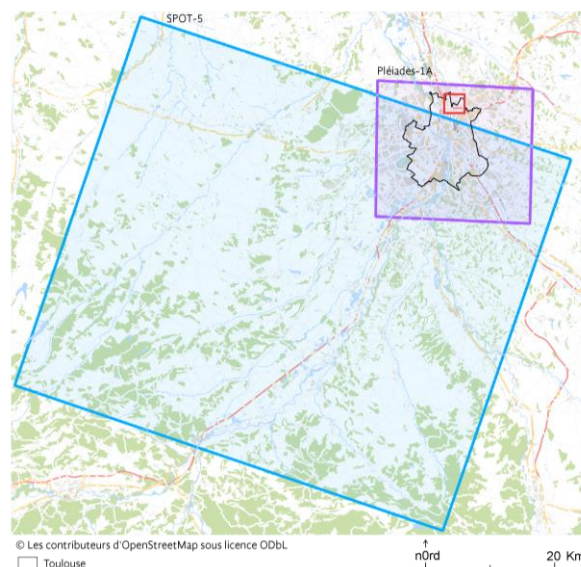 SPOT-5
Pléiades-1A
© Les contributeurs d'OpenStreetMap sous licence ODbL
n0rd
20 Km
Toulouse